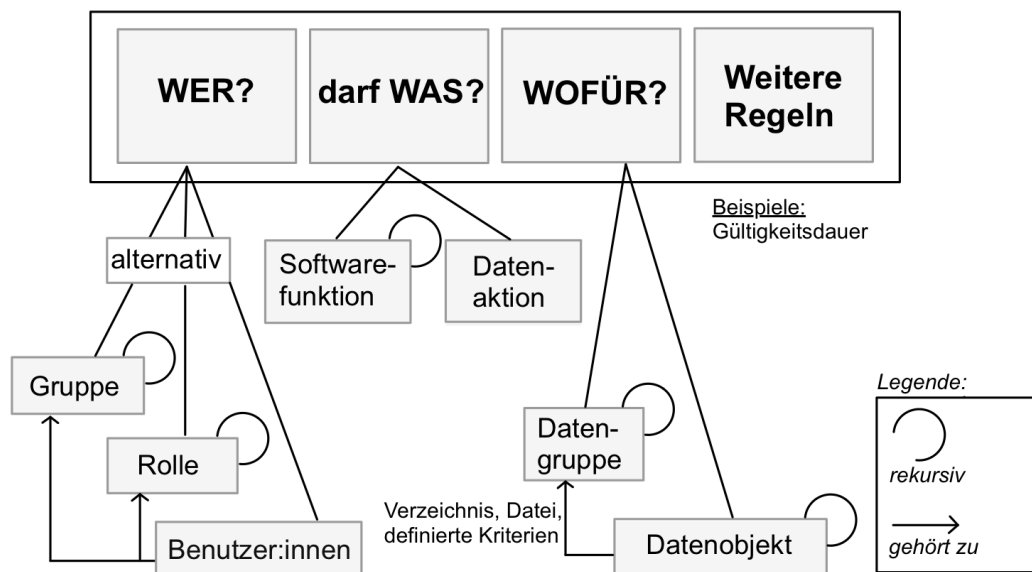 WER?
darf WAS?
WOFÜR?
Weitere
Regeln
Beispiele:
Gültigkeitsdauer
alternativ
Software-
funktion
Daten-
aktion
Gruppe
Rolle
Benutzer:innen
Daten-
gruppe
Verzeichnis, Datei,
definierte Kriterien
Datenobjekt
Legende:
rekursiv
gehört zu